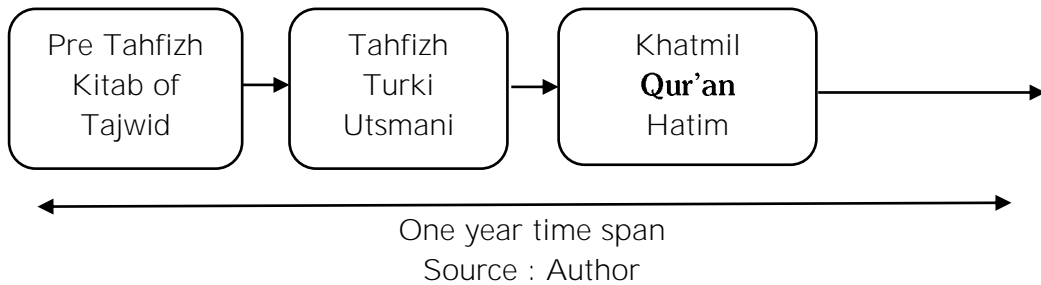 Pre Tahfizh
Kitab of
Tajwid
Tahfizh
Turki
Utsmani
Khatmil
Qur’an
Hatim
One year time span
Source : Author